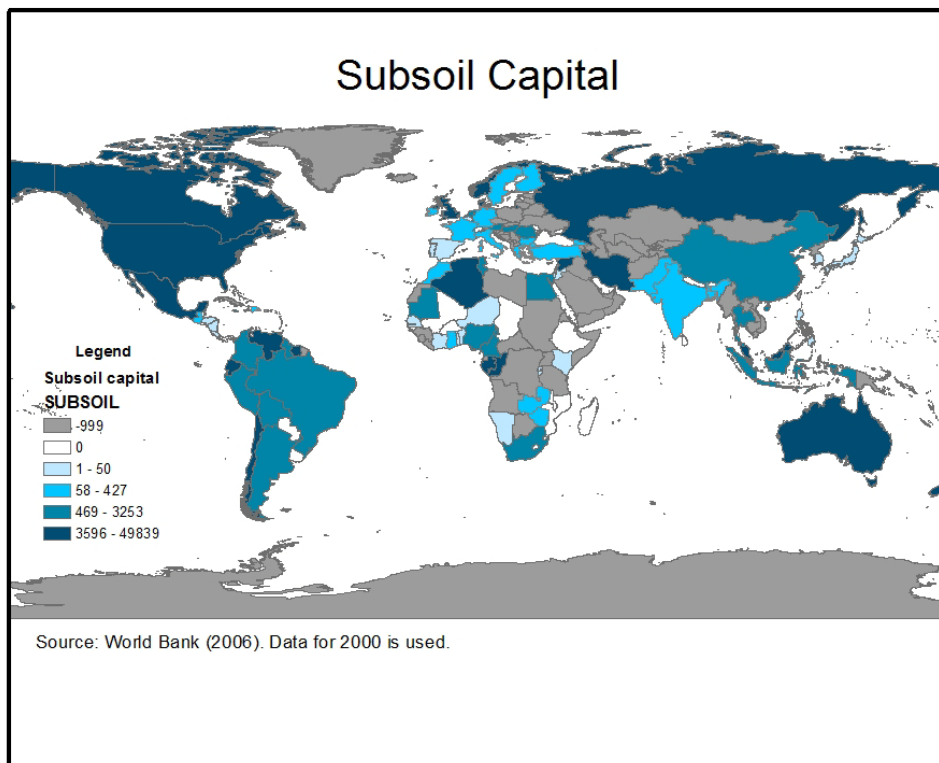 Subsoil Capital
Legend
Subsoil capital
SUBSOIL
-999
0
1 - 50
58 - 427
469 - 3253
3596 - 49839
Source: World Bank (2006). Data for 2000 is used.